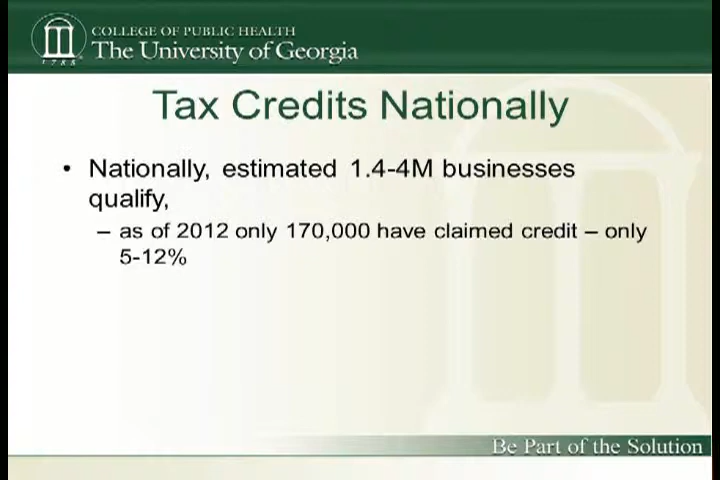 COLLEGE OF PUBLIC HEALTH
The University of Georgia
1785
Tax Credits Nationally
• Nationally, estimated 1.4-4M businesses
qualify,
– as of 2012 only 170,000 have claimed credit – only
5-12%
Be Part of the Solution